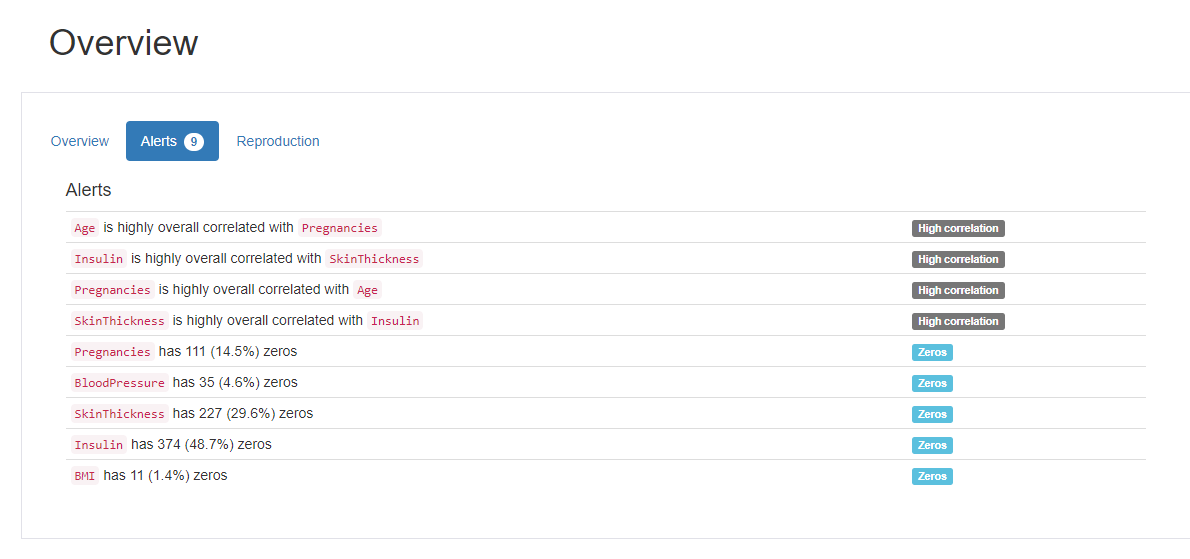 Overview
Overview Alerts 9 Reproduction
Alerts
Age is highly overall correlated with Pregnancies High correlation
Insulin is highly overall correlated with SkinThickness High correlation
Pregnancies is highly overall correlated with Age High correlation
SkinThickness is highly overall correlated with Insulin High correlation
Pregnancies has 111 (14.5%) zeros Zeros
BloodPressure has 35 (4.6%) zeros Zeros
SkinThickness has 227 (29.6%) zeros Zeros
Insulin has 374 (48.7%) zeros Zeros
BMI has 11 (1.4%) zeros Zeros